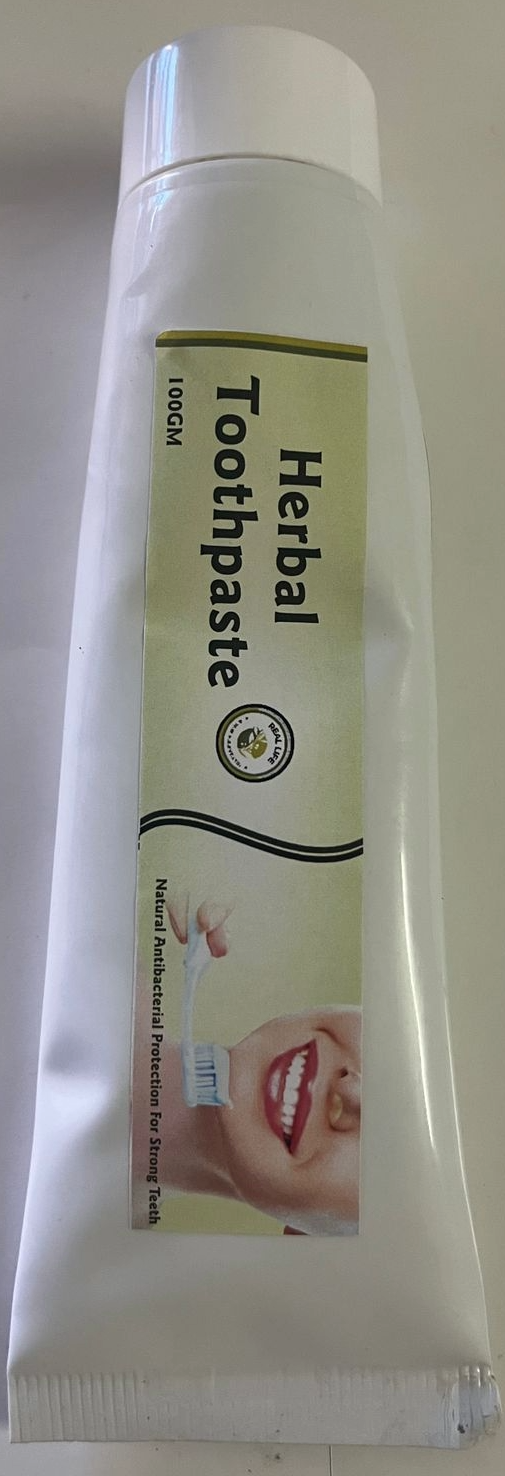 Herbal
Toothpaste
100GM
REAL LIFE
Natural Antibacterial Protection For Strong Teeth